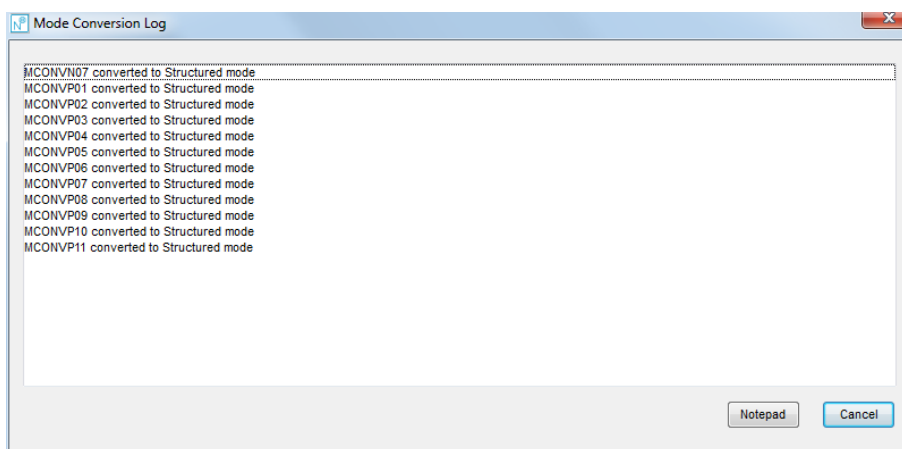 Mode Conversion Log
MCONVN07 converted to Structured mode
MCONVP01 converted to Structured mode
MCONVP02 converted to Structured mode
MCONVP03 converted to Structured mode
MCONVP04 converted to Structured mode
MCONVP05 converted to Structured mode
MCONVP06 converted to Structured mode
MCONVP07 converted to Structured mode
MCONVP08 converted to Structured mode
MCONVP09 converted to Structured mode
MCONVP10 converted to Structured mode
MCONVP11 converted to Structured mode
Notepad Cancel